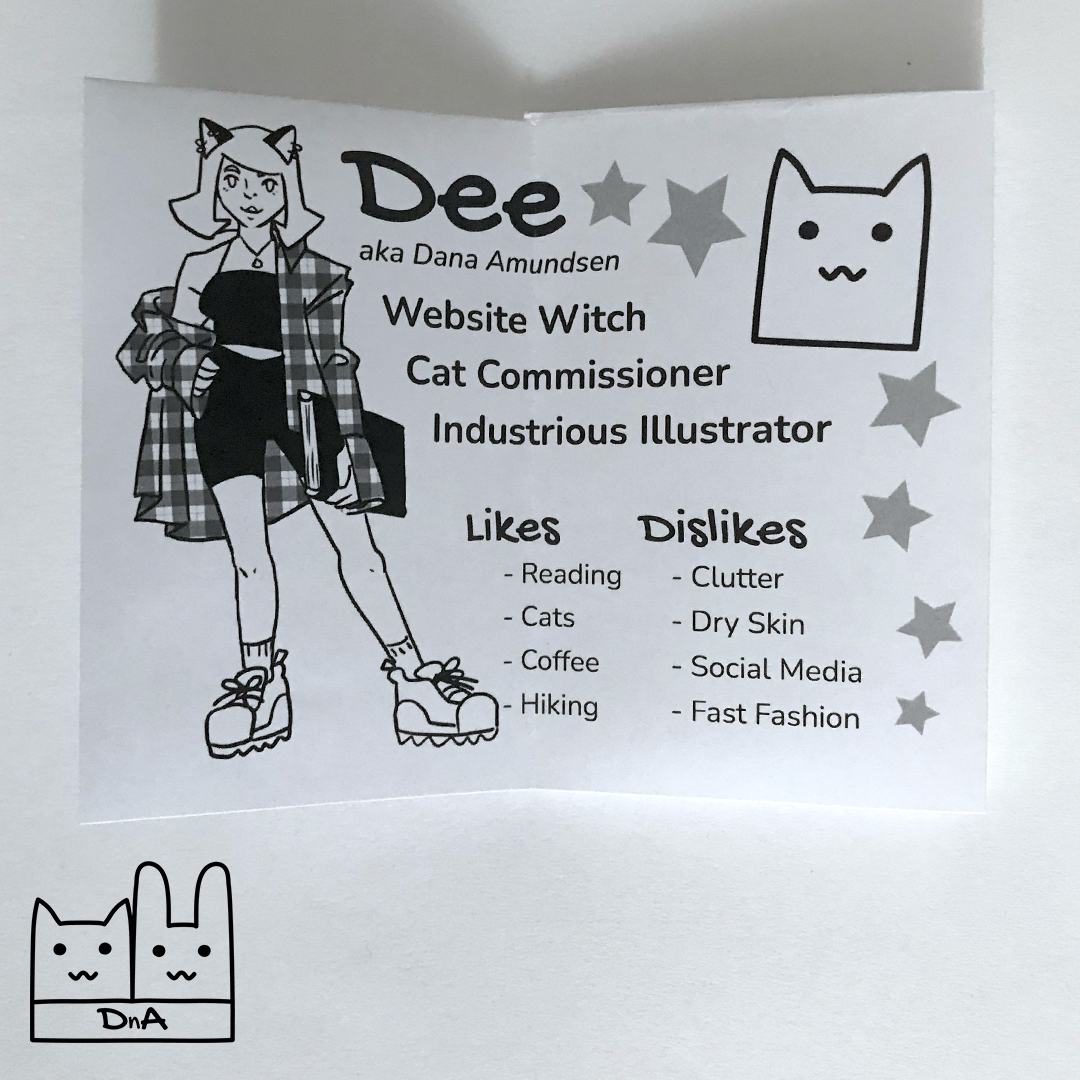 Dee
aka Dana Amundsen
Website Witch
Cat Commissioner
Industrious Illustrator
Likes
- Reading
- Cats
- Coffee
- Hiking
Dislikes
- Clutter
- Dry Skin
- Social Media
- Fast Fashion
DnA